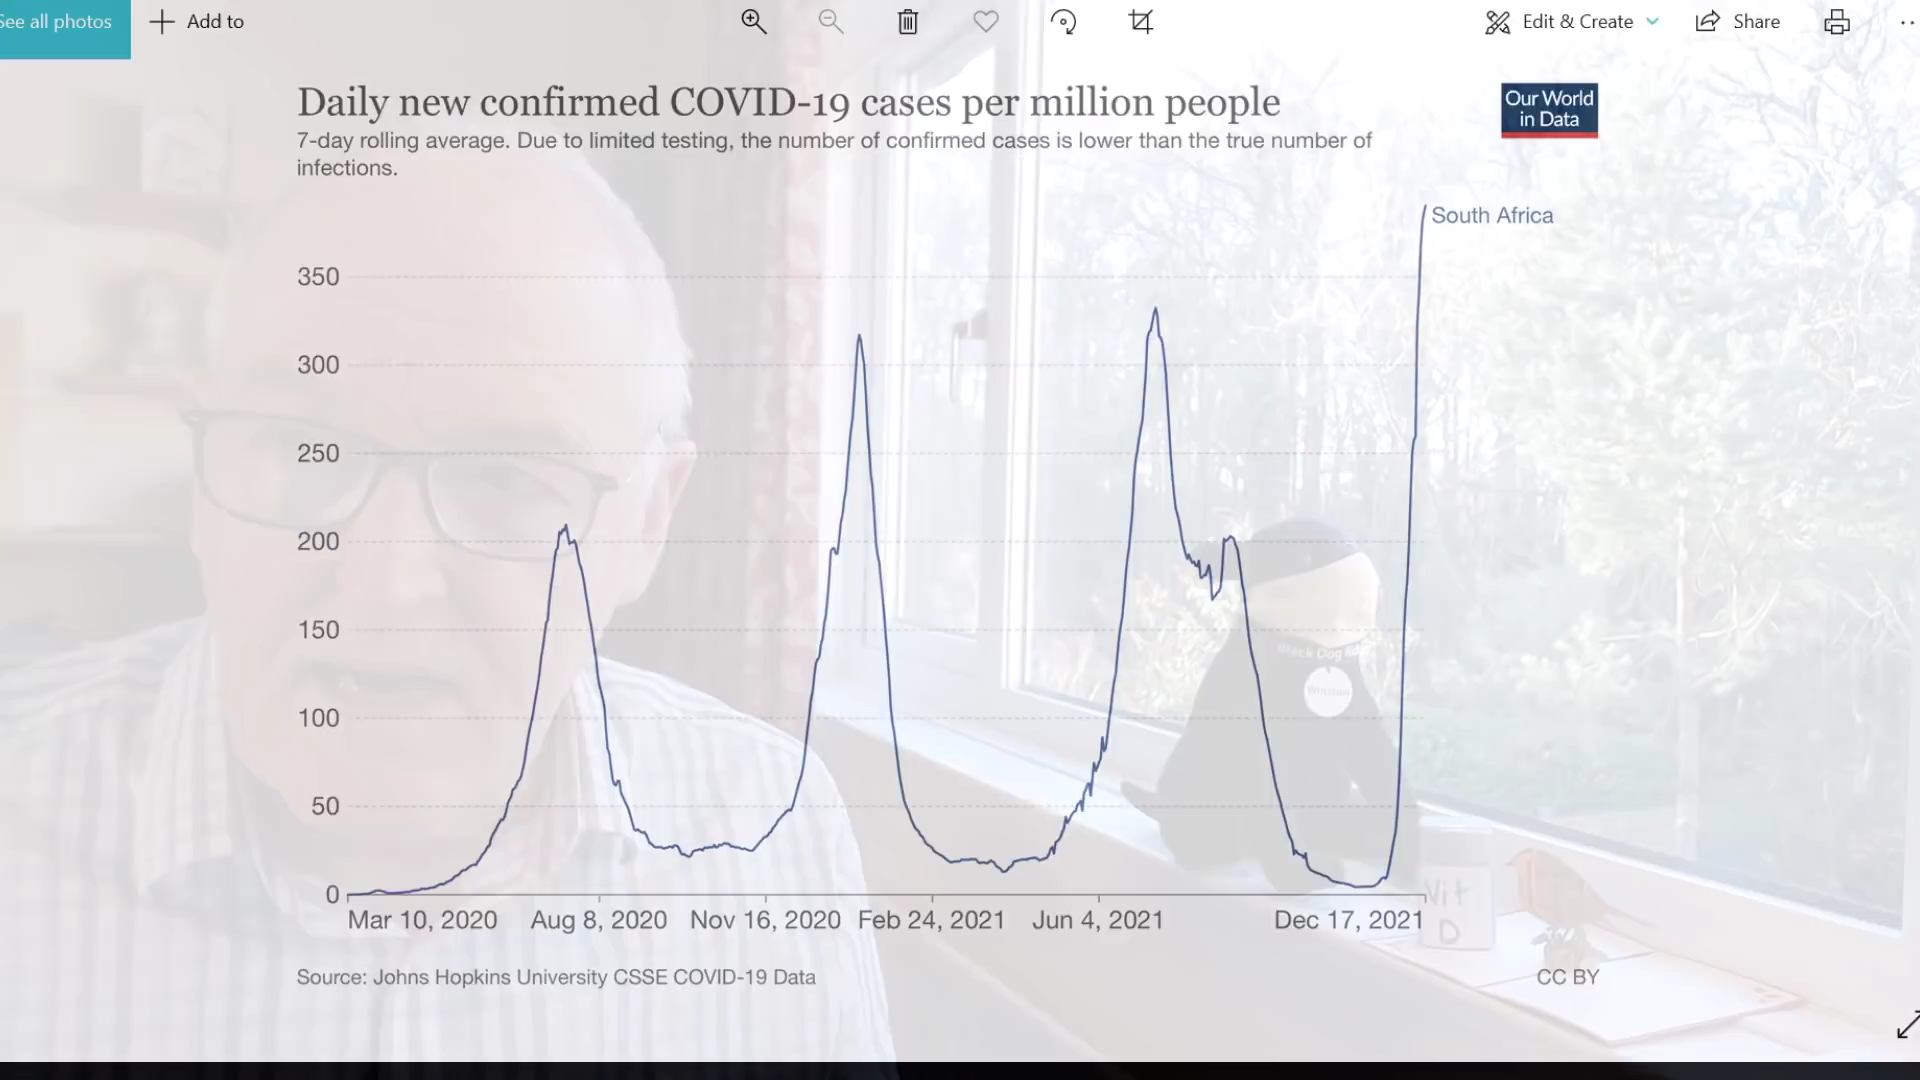 See all photos
Add to
Edit & Create
Share
Daily new confirmed COVID-19 cases per million people
7-day rolling average. Due to limited testing, the number of confirmed cases is lower than the true number of
infections.
Our World
in Data
South Africa
350
300
250
200
150
100
50
0
Mar 10, 2020
Aug 8, 2020
Nov 16, 2020
Feb 24, 2021
Jun 4, 2021
Dec 17, 2021
Source: Johns Hopkins University CSSE COVID-19 Data
CC BY
Black Dog
Winston
Vit
D